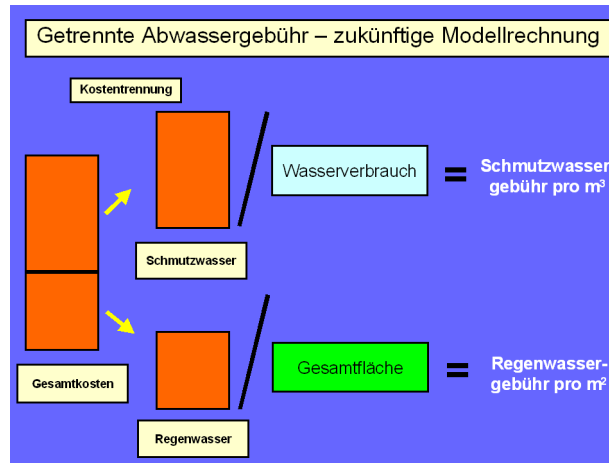 Getrennte Abwassergebühr – zukünftige Modellrechnung
Kostentrennung
Wasserverbrauch
=
Schmutzwasser
gebühr pro m³
Schmutzwasser
Gesamtkosten
Gesamtfläche
=
Regenwasser-
gebühr pro m²
Regenwasser